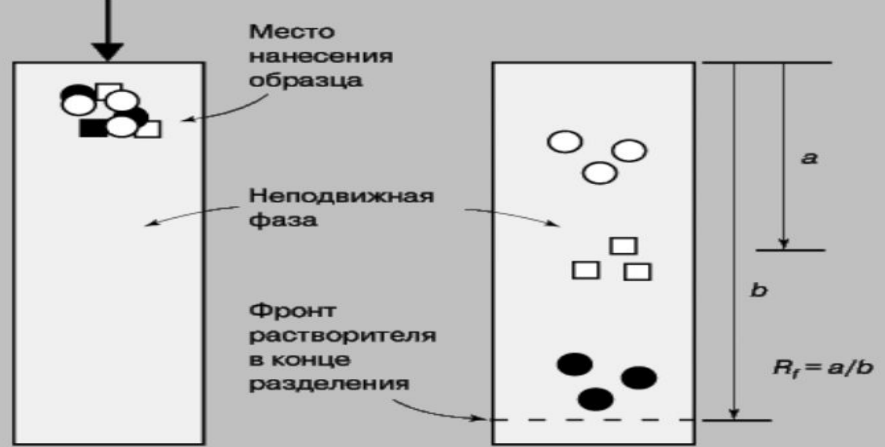 Место
нанесения
образца
Неподвижная
фаза
Фронт
растворителя
в конце
разделения
a
b
Rf = a/b